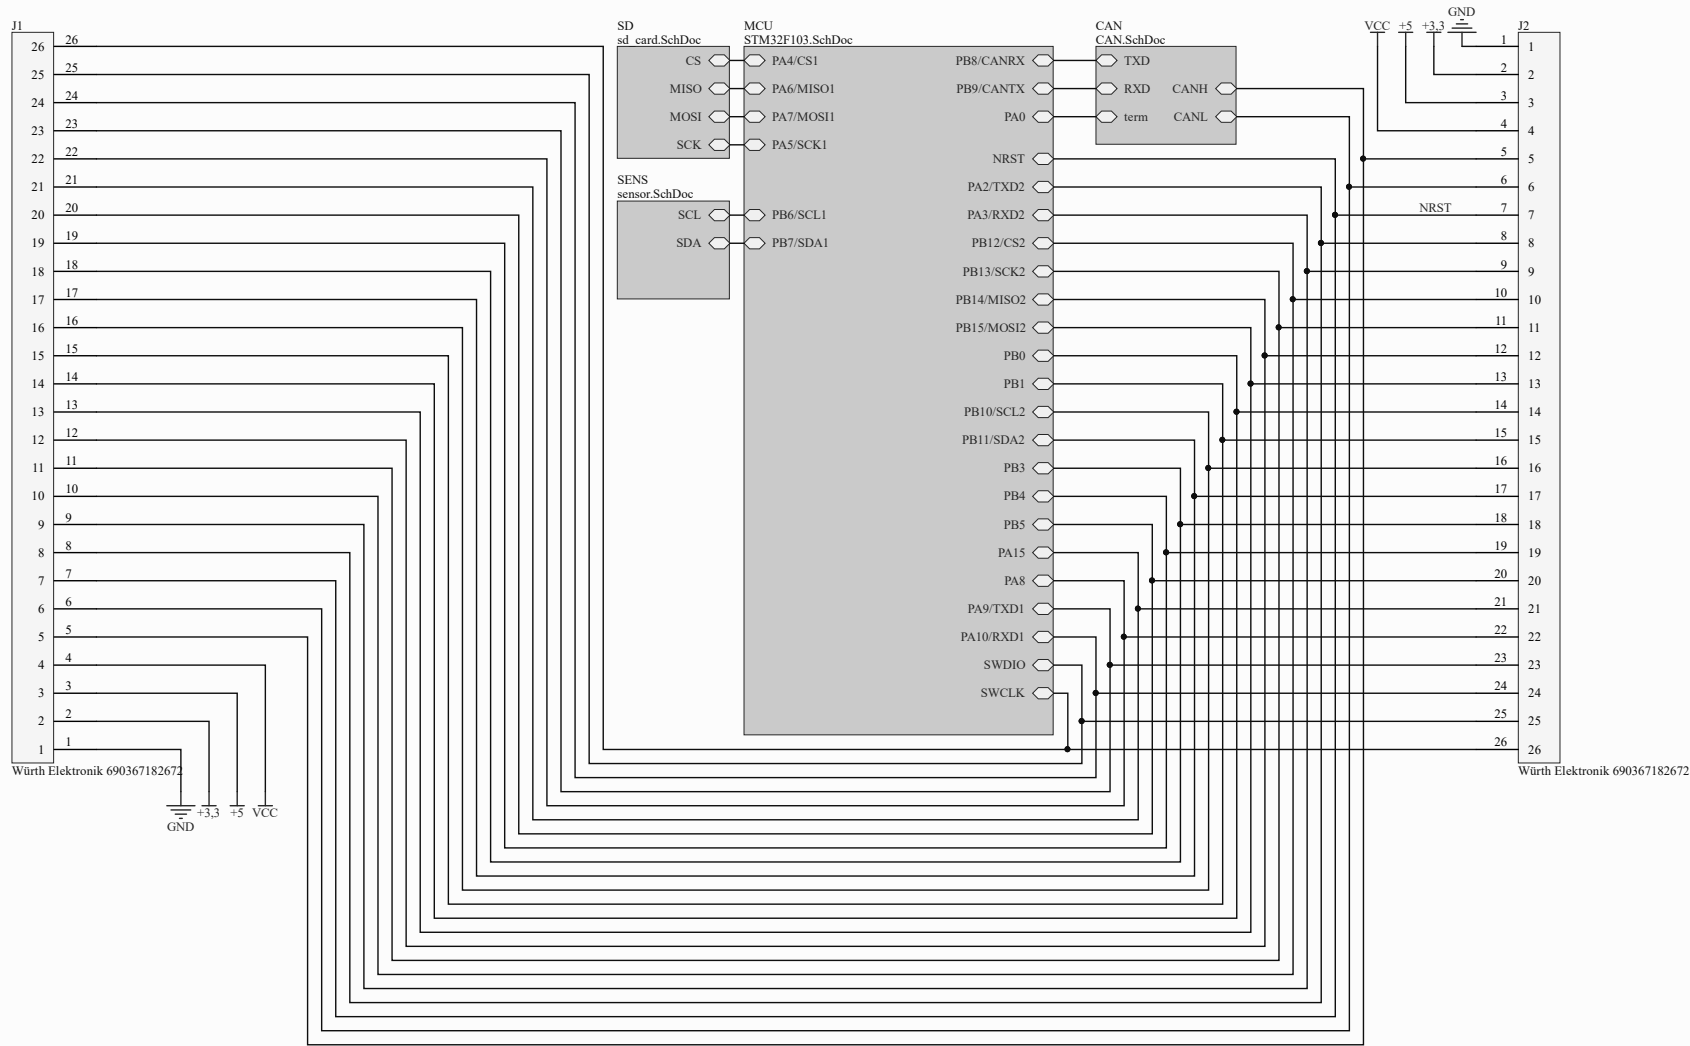 J1
26 26
25 25
24 24
23 23
22 22
21 21
20 20
19 19
18 18
17 17
16 16
15 15
14 14
13 13
12 12
11 11
10 10
9 9
8 8
7 7
6 6
5 5
4 4
3 3
2 2
1 1
Würth Elektronik 690367182672
GND +3,3 +5 VCC
SD
sd_card.SchDoc
CS
MISO
MOSI
SCK
SENS
sensor.SchDoc
SCL
SDA
MCU
STM32F103.SchDoc
PA4/CS1
PA6/MISO1
PA7/MOSI1
PA5/SCK1
PB6/SCL1
PB7/SDA1
PB8/CANRX
PB9/CANTX
PA0
NRST
PA2/TXD2
PA3/RXD2
PB12/CS2
PB13/SCK2
PB14/MISO2
PB15/MOSI2
PB0
PB1
PB10/SCL2
PB11/SDA2
PB3
PB4
PB5
PA15
PA8
PA9/TXD1
PA10/RXD1
SWDIO
SWCLK
CAN
CAN.SchDoc
TXD
RXD CANH
term CANL
VCC +5 +3,3 GND
J2
1 1
2 2
3 3
4 4
5 5
6 6
NRST 7 7
8 8
9 9
10 10
11 11
12 12
13 13
14 14
15 15
16 16
17 17
18 18
19 19
20 20
21 21
22 22
23 23
24 24
25 25
26 26
Würth Elektronik 690367182672